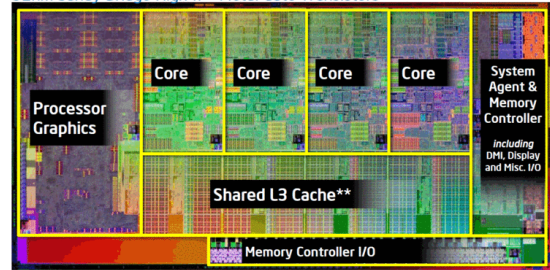 Processor
Graphics
Core
Core
Core
Core
System
Agent &
Memory
Controller
including
DMI, Display
and Misc. I/O
Shared L3 Cache**
Memory Controller I/O